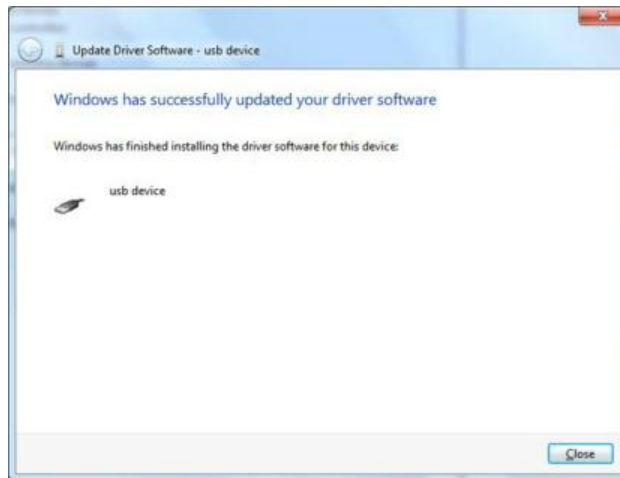 Update Driver Software - usb device
Windows has successfully updated your driver software
Windows has finished installing the driver software for this device:
usb device
Close